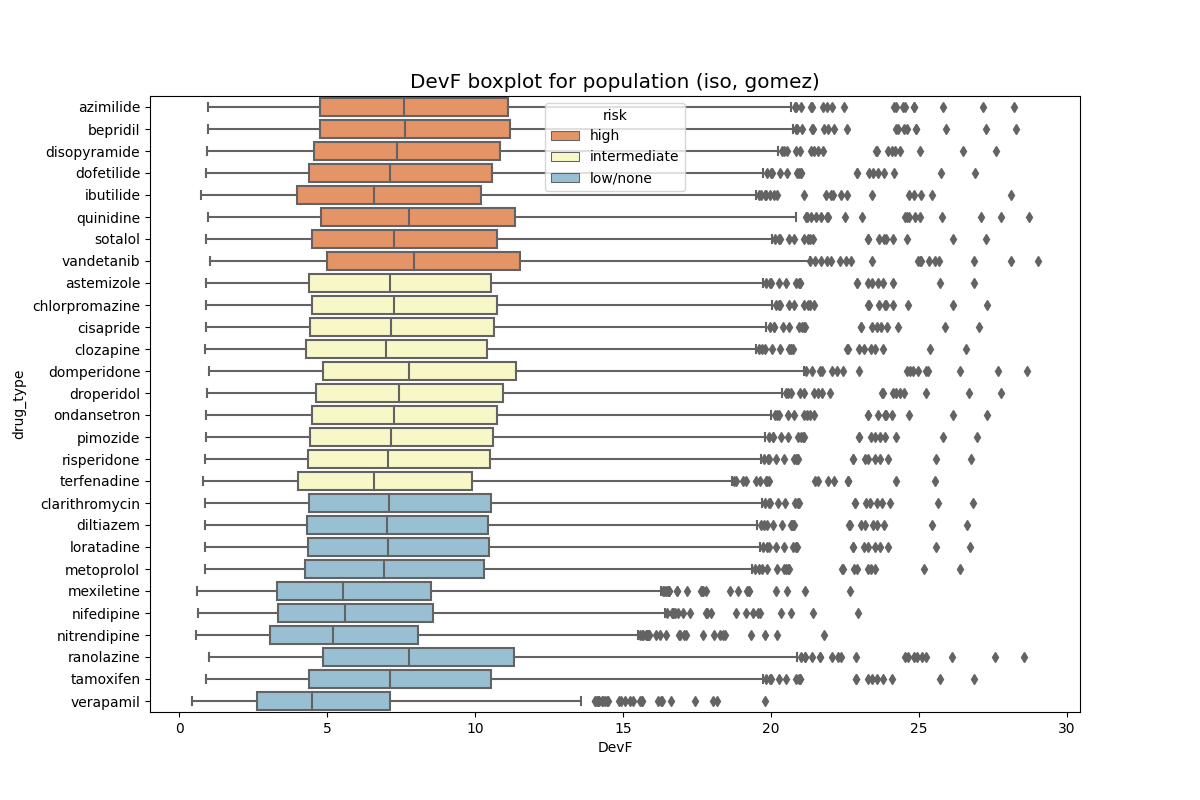 DevF boxplot for population (iso, gomez)
risk
high
intermediate
low/none
drug_type
azimilide
bepridil
disopyramide
dofetilide
ibutilide
quinidine
sotalol
vandetanib
astemizole
chlorpromazine
cisapride
clozapine
domperidone
droperidol
ondansetron
pimozide
risperidone
terfenadine
clarithromycin
diltiazem
loratadine
metoprolol
mexiletine
nifedipine
nitrendipine
ranolazine
tamoxifen
verapamil
0 5 10 15 20 25 30
DevF